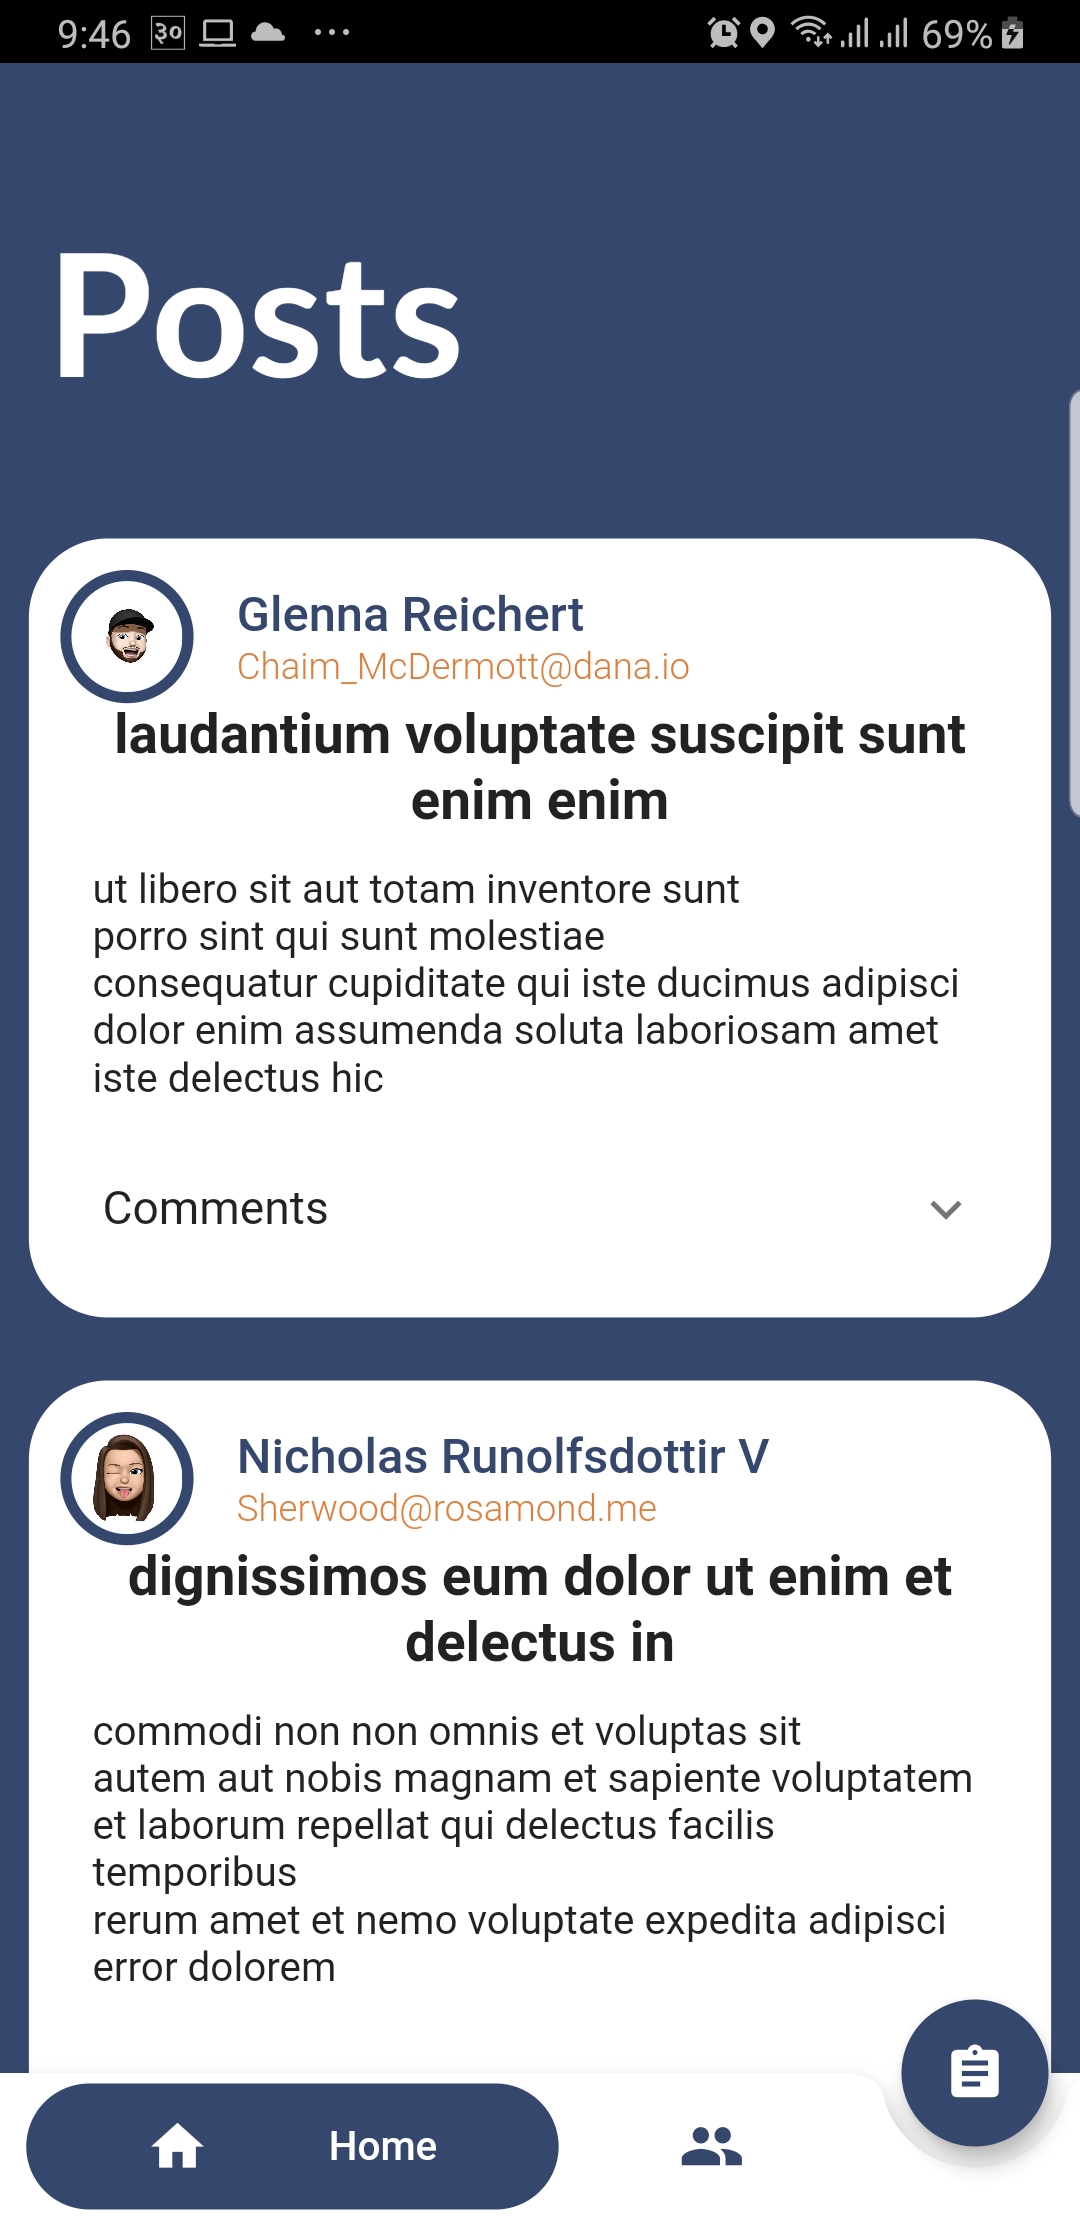 9:46 ३० 69%
Posts
Glenna Reichert
Chaim_McDermott@dana.io
laudantium voluptate suscipit sunt
enim enim
ut libero sit aut totam inventore sunt
porro sint qui sunt molestiae
consequatur cupiditate qui iste ducimus adipisci
dolor enim assumenda soluta laboriosam amet
iste delectus hic
Comments
Nicholas Runolfsdottir V
Sherwood@rosamond.me
dignissimos eum dolor ut enim et
delectus in
commodi non non omnis et voluptas sit
autem aut nobis magnam et sapiente voluptatem
et laborum repellat qui delectus facilis
temporibus
rerum amet et nemo voluptate expedita adipisci
error dolorem
Home